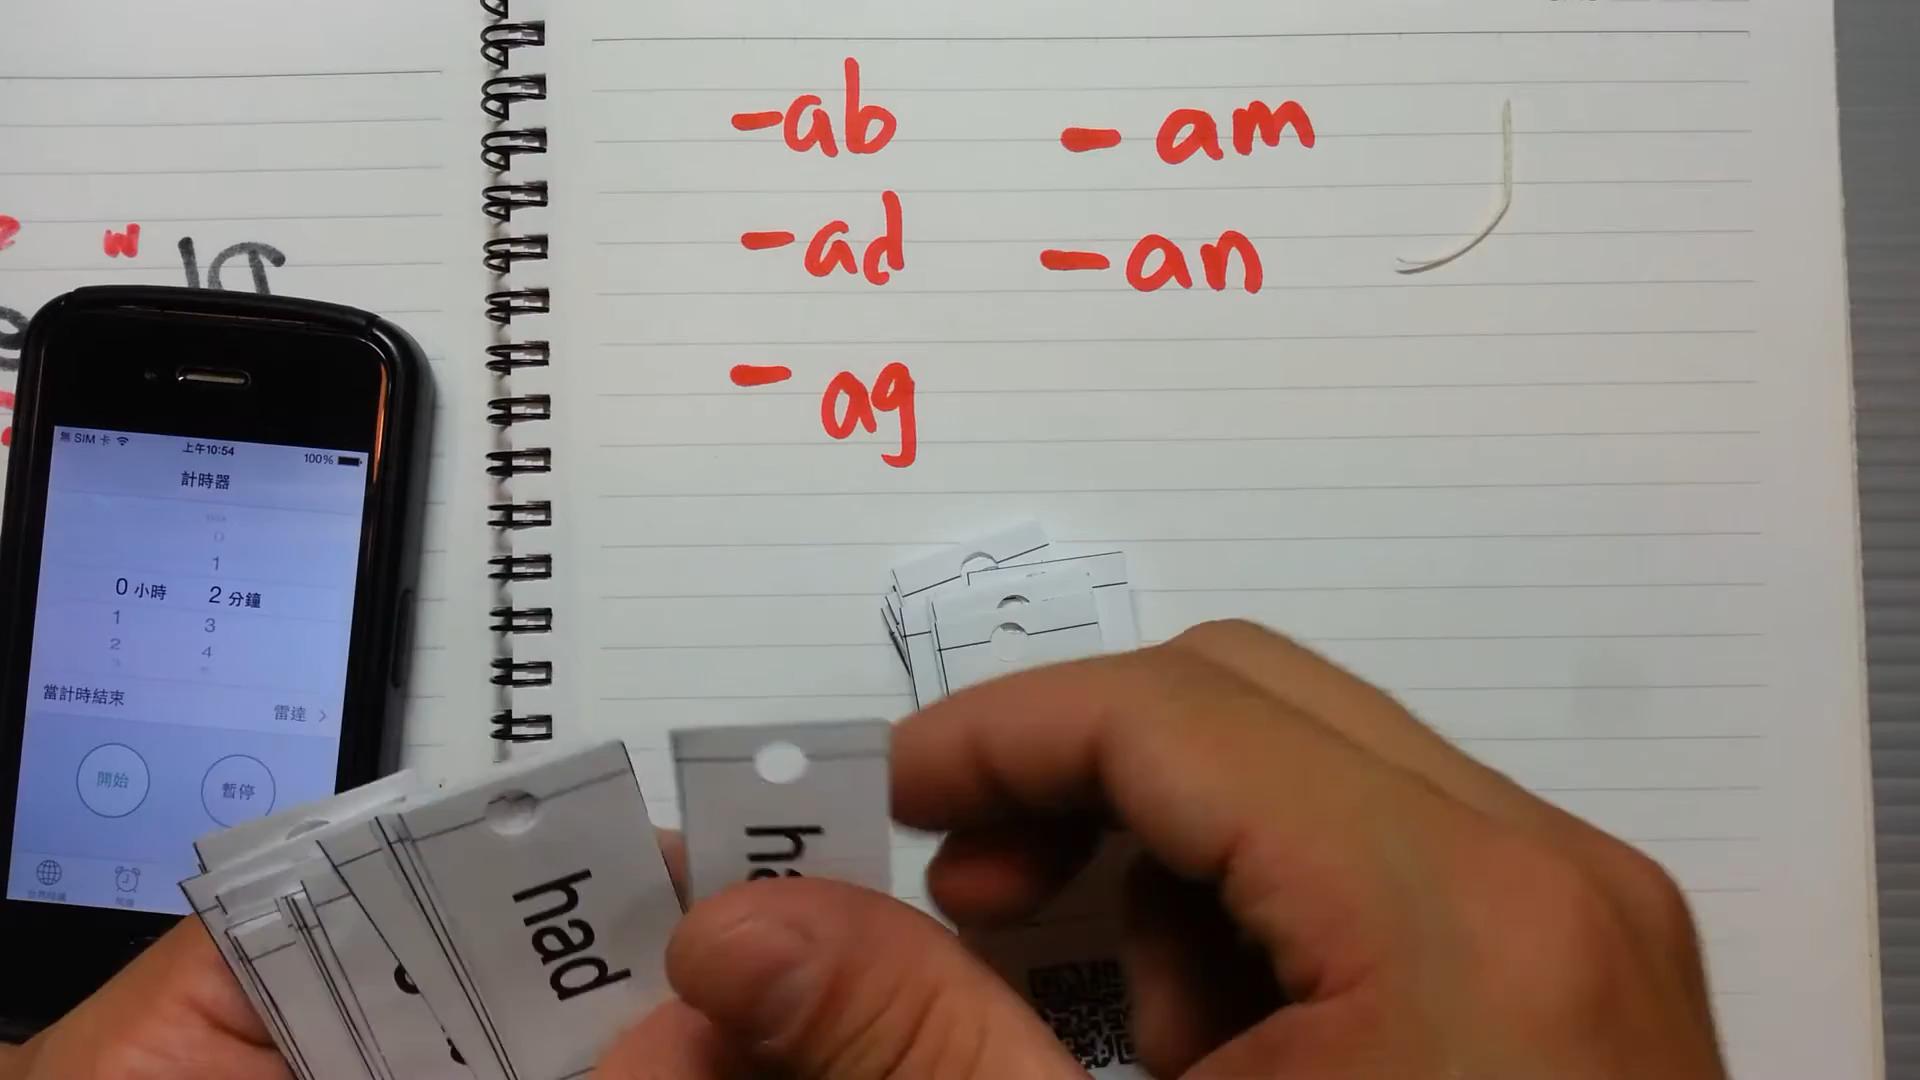 -ab
-am
-ad
-an
-ag
w
無 SIM 卡
上午10:54
100%
計時器
0
1
0 小時
2 分鐘
1
3
2
4
當計時結束
雷達
開始
暫停
had